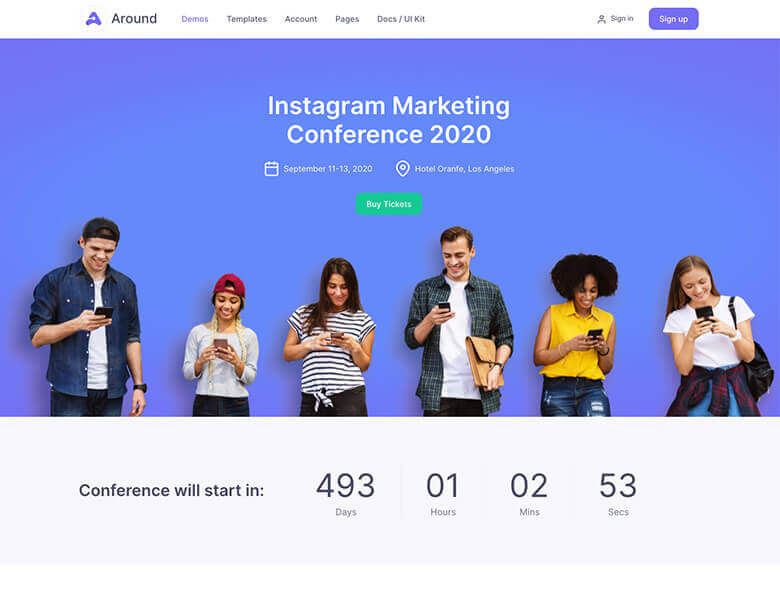 Around
Demos
Templates
Account
Pages
Docs / UI Kit
Sign in
Sign up
Instagram Marketing
Conference 2020
September 11-13, 2020
Hotel Oranfe, Los Angeles
Buy Tickets
Conference will start in:
493
01
02
53
Days
Hours
Mins
Secs